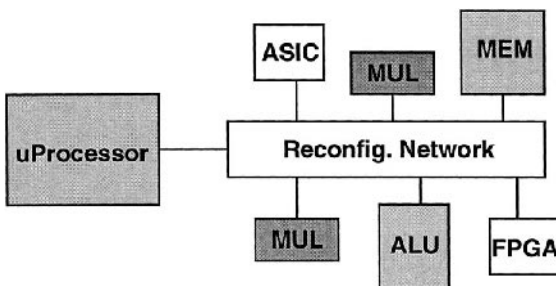 ASIC
MUL
MEM
uProcessor
Reconfig. Network
MUL
ALU
FPGA